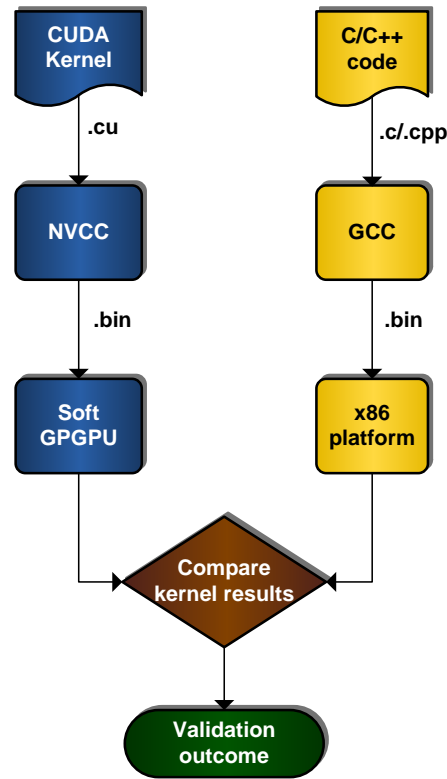 CUDA
Kernel
C/C++
code
.cu
.c/.cpp
NVCC
GCC
.bin
.bin
Soft
GPGPU
x86
platform
Compare
kernel results
Validation
outcome